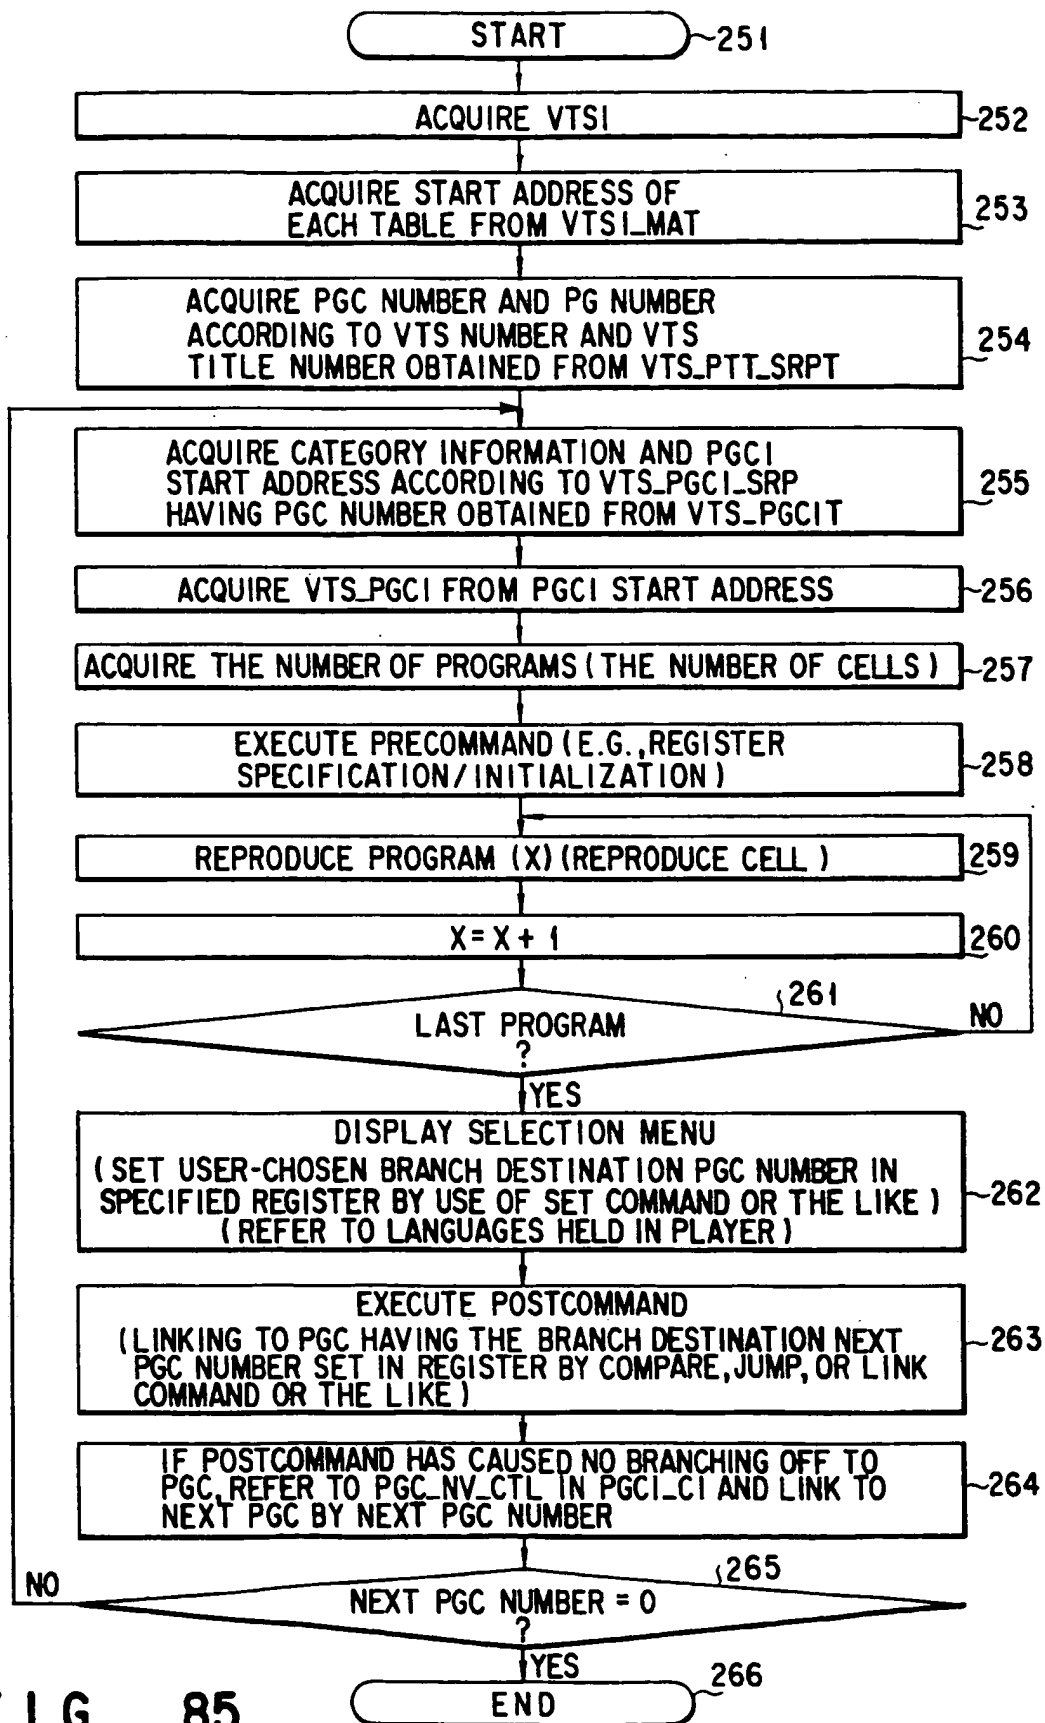 START
251
ACQUIRE VTSI
252
ACQUIRE START ADDRESS OF
EACH TABLE FROM VTSI_MAT
253
ACQUIRE PGC NUMBER AND PG NUMBER
ACCORDING TO VTS NUMBER AND VTS
TITLE NUMBER OBTAINED FROM VTS_PTT_SRPT
254
ACQUIRE CATEGORY INFORMATION AND PGCI
START ADDRESS ACCORDING TO VTS_PGCI_SRP
HAVING PGC NUMBER OBTAINED FROM VTS_PGCIT
255
ACQUIRE VTS_PGCI FROM PGCI START ADDRESS
256
ACQUIRE THE NUMBER OF PROGRAMS (THE NUMBER OF CELLS)
257
EXECUTE PRECOMMAND (E.G., REGISTER
SPECIFICATION/INITIALIZATION)
258
REPRODUCE PROGRAM (X) (REPRODUCE CELL)
259
X=X+1
260
261
LAST PROGRAM
?
NO
YES
DISPLAY SELECTION MENU
(SET USER-CHOSEN BRANCH DESTINATION PGC NUMBER IN
SPECIFIED REGISTER BY USE OF SET COMMAND OR THE LIKE)
(REFER TO LANGUAGES HELD IN PLAYER)
262
EXECUTE POSTCOMMAND
(LINKING TO PGC HAVING THE BRANCH DESTINATION NEXT
PGC NUMBER SET IN REGISTER BY COMPARE, JUMP, OR LINK
COMMAND OR THE LIKE)
263
IF POSTCOMMAND HAS CAUSED NO BRANCHING OFF TO
PGC, REFER TO PGC_NV_CTL IN PGCI_CI AND LINK TO
NEXT PGC BY NEXT PGC NUMBER
264
265
NEXT PGC NUMBER = 0
?
NO
YES
END
266
IG. 85